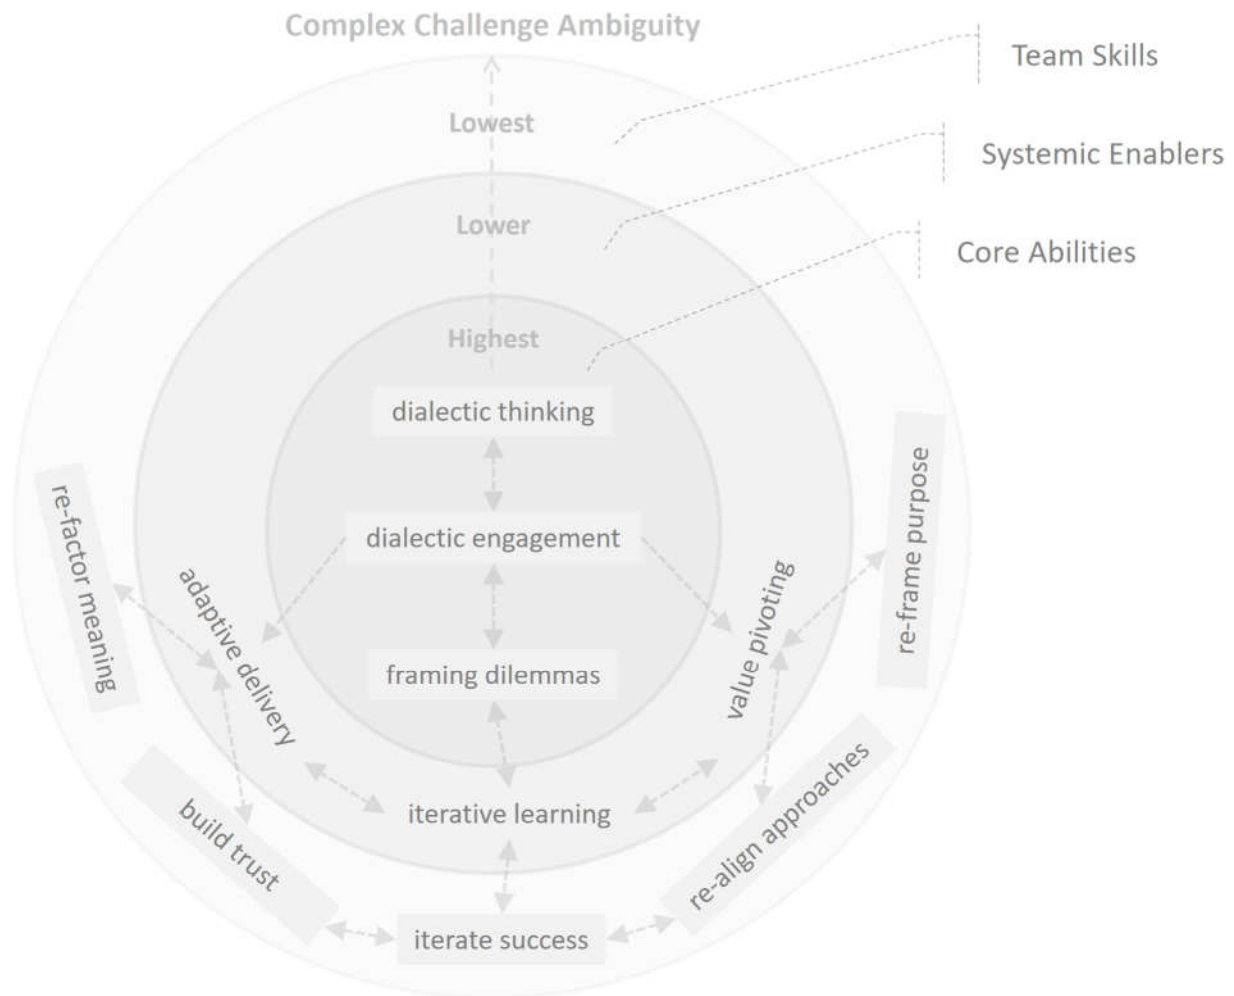 Complex Challenge Ambiguity
Team Skills
Lowest
Systemic Enablers
Lower
Core Abilities
Highest
dialectic thinking
dialectic engagement
framing dilemmas
re-factor meaning
adaptive delivery
value pivoting
re-frame purpose
iterative learning
build trust
re-align approaches
iterate success